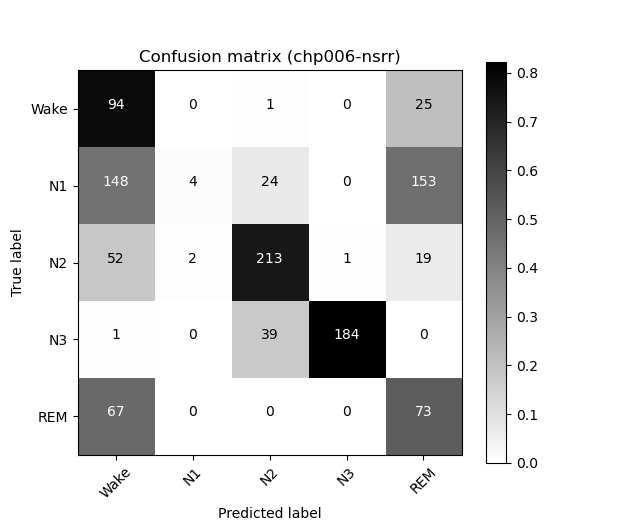 Confusion matrix (chp006-nsrr)
Wake 94 0 1 0 25
N1 148 4 24 0 153
N2 52 2 213 1 19
N3 1 0 39 184 0
REM 67 0 0 0 73
Wake N1 N2 N3 REM
Predicted label
True label
0.8
0.7
0.6
0.5
0.4
0.3
0.2
0.1
0.0